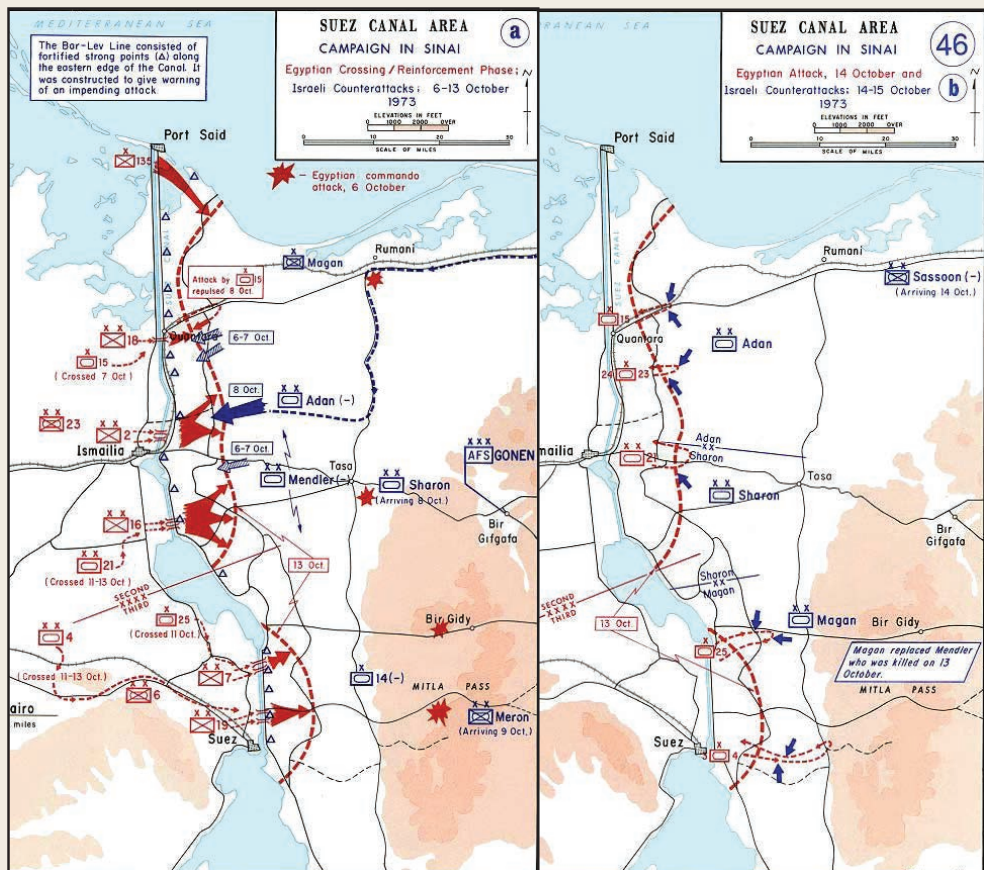 MEDITERRANEAN SEA
The Bar-Lev Line consisted of
fortified strong points (Δ) along
the eastern edge of the Canal. It
was constructed to give warning
of an impending attack
SUEZ CANAL AREA
a
CAMPAIGN IN SINAI
Egyptian Crossing/Reinforcement Phase;
Israeli Counterattacks: 6-13 October
1973
N
ELEVATIONS IN FEET
0 1000 2000 OVER
0 10 20 30
SCALE OF MILES
Port Said
X
135
- Egyptian commando
attack, 6 October
SUEZ CANAL
Rumani
X
Magan
Attack by X 15
repulsed 8 Oct.
Quantara
X X
18
X
15
(Crossed 7 Oct.)
6-7 Oct
8 Oct.
X X
Adan (-)
X X
23
X X
2
Ismailia
6-7 Oct.
X X
Mendler (-)
Tasa
X X
Sharon
(Arriving 8 Oct.)
X X X
AFS GONEN
Bir
Gifgafa
X X
16
X X
21
(Crossed 11-13 Oct.)
13 Oct.
SECOND
XXXX
THIRD
X
25
(Crossed 11 Oct.)
X X
4
(Crossed 11-13 Oct.)
Bir Gidy
X X
7
X
14 (-)
X X
6
MITLA PASS
X X
19
airo
miles
Suez
X X
Meron
(Arriving 9 Oct.)
RRANEAN SEA
SUEZ CANAL AREA
46
CAMPAIGN IN SINAI
b
Egyptian Attack, 14 October and
Israeli Counterattacks: 14-15 October
1973
N
ELEVATIONS IN FEET
0 1000 2000 OVER
0 10 20 30
SCALE OF MILES
Port Said
SUEZ CANAL
Rumani
X X
Sassoon (-)
(Arriving 14 Oct.)
X
15
Quantara
X X
Adan
24 X 23
Adan
X X
Sharon
X X
21
mailia
Tasa
X X
Sharon
Bir
Gifgafa
SECOND
XXXX
THIRD
Sharon
XX
Magan
13 Oct.
X X
Magan
Bir Gidy
X
25
Magan replaced Mendler
who was killed on 13
October.
MITLA PASS
Suez
X
3 4